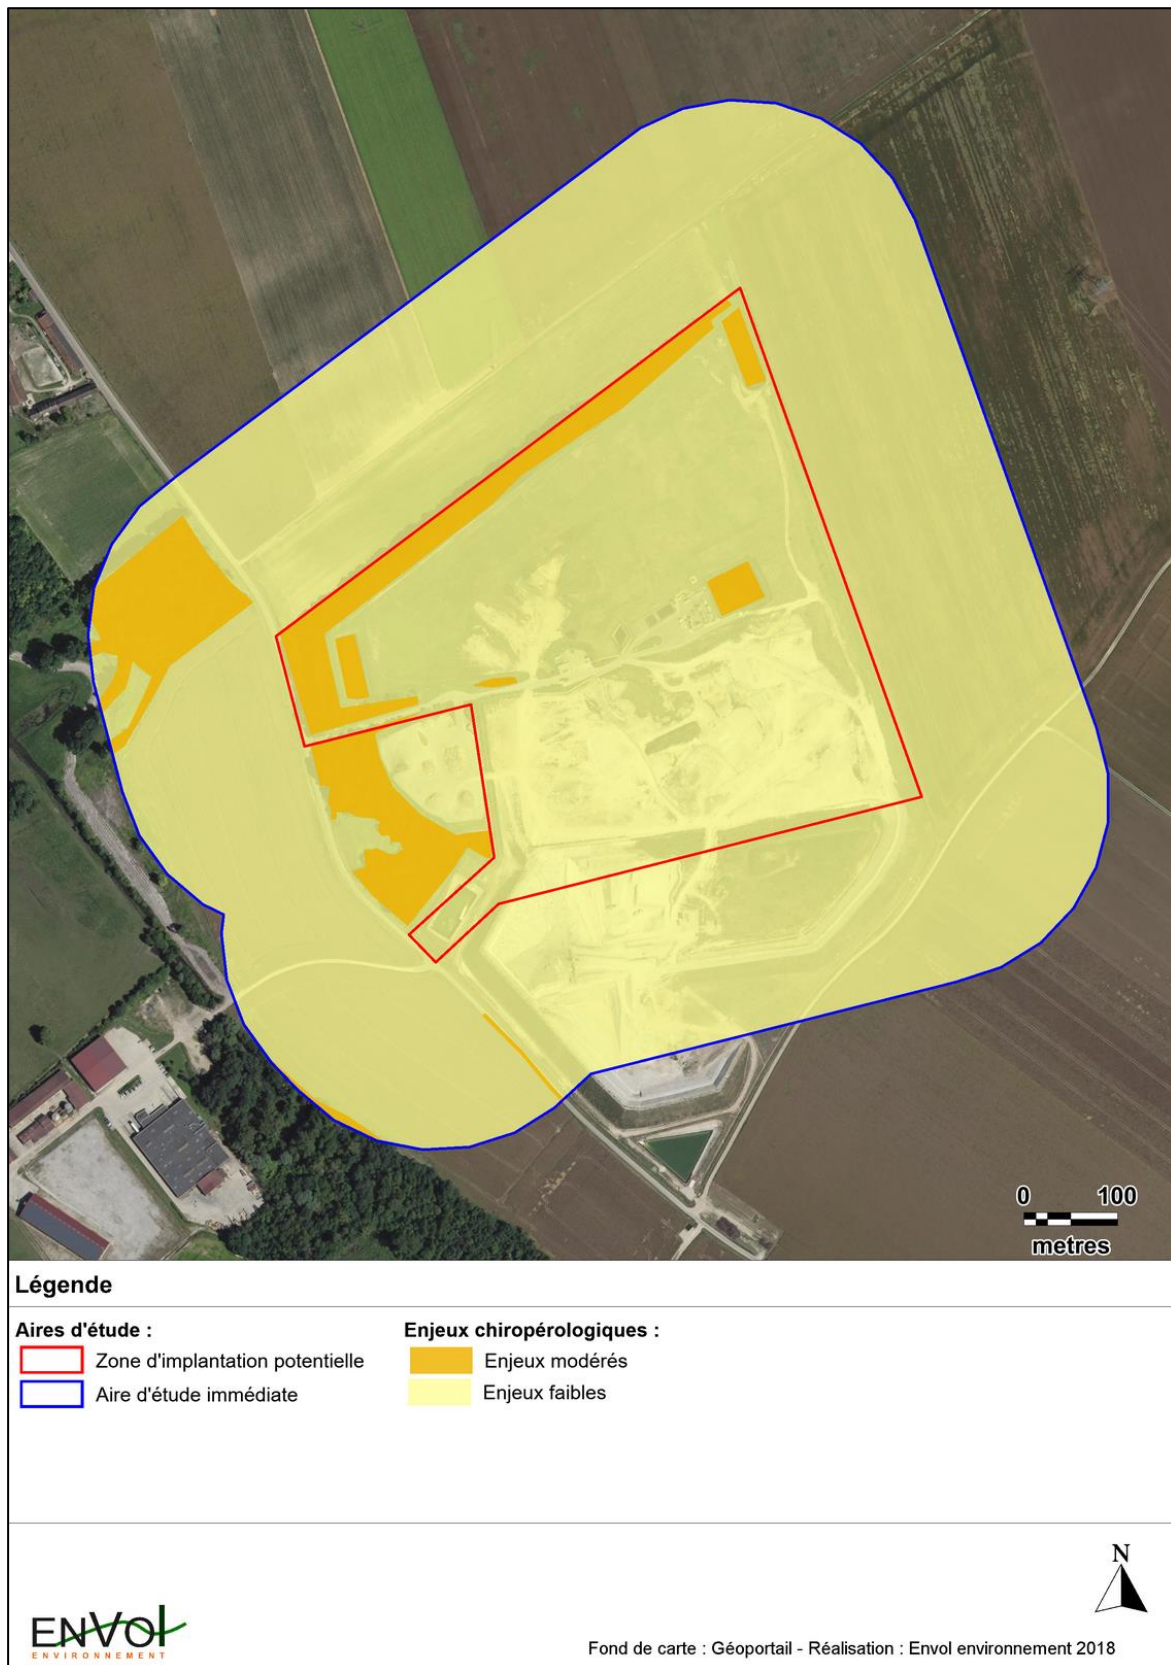 0 100
metres
Légende
Aires d'étude :
Zone d'implantation potentielle
Aire d'étude immédiate
Enjeux chiropérologiques :
Enjeux modérés
Enjeux faibles
N
ENVOl
ENVIRONNEMENT
Fond de carte : Géoportail - Réalisation : Envol environnement 2018